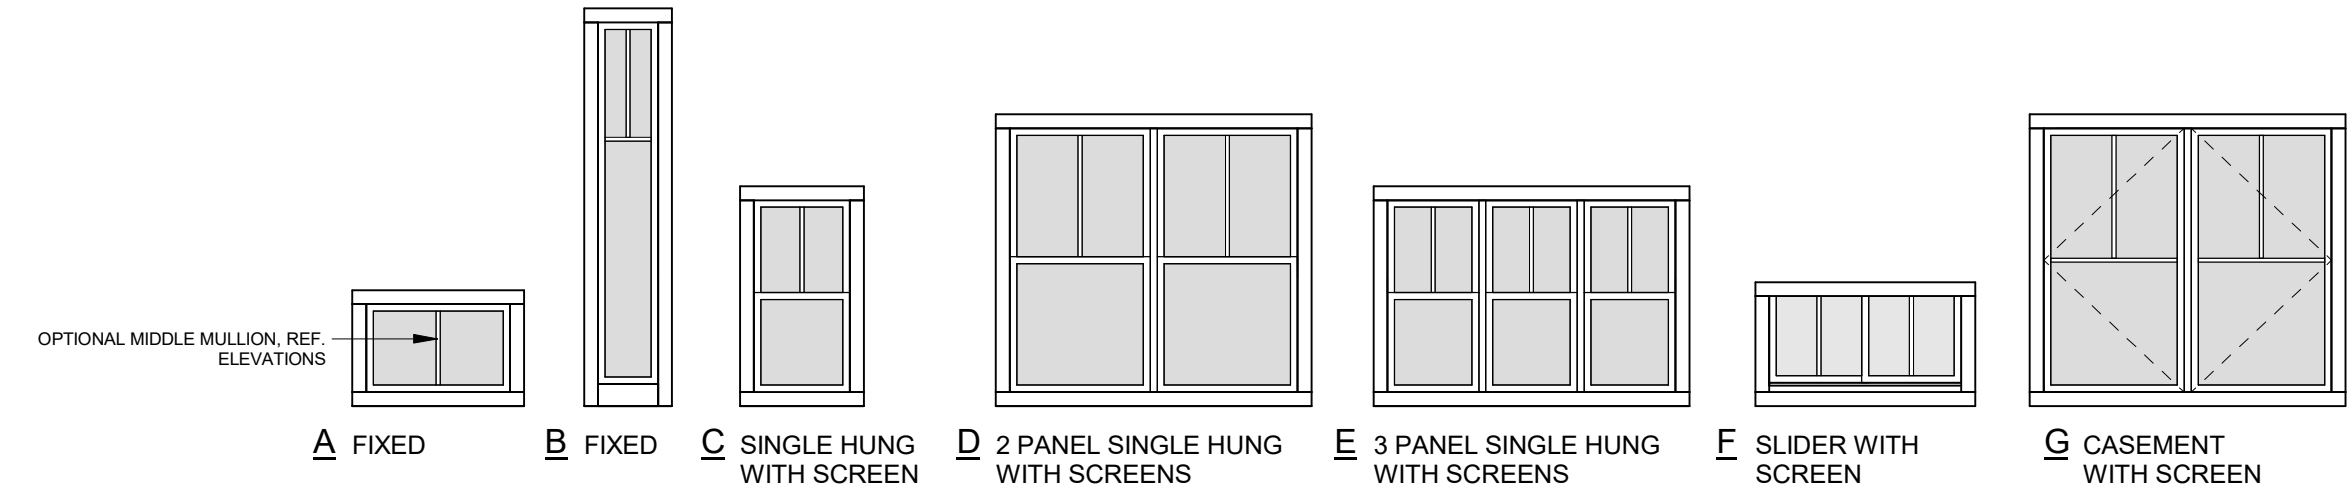 OPTIONAL MIDDLE MULLION, REF.
ELEVATIONS
A FIXED
B FIXED
C SINGLE HUNG
WITH SCREEN
D 2 PANEL SINGLE HUNG
WITH SCREENS
E 3 PANEL SINGLE HUNG
WITH SCREENS
F SLIDER WITH
SCREEN
G CASEMENT
WITH SCREEN